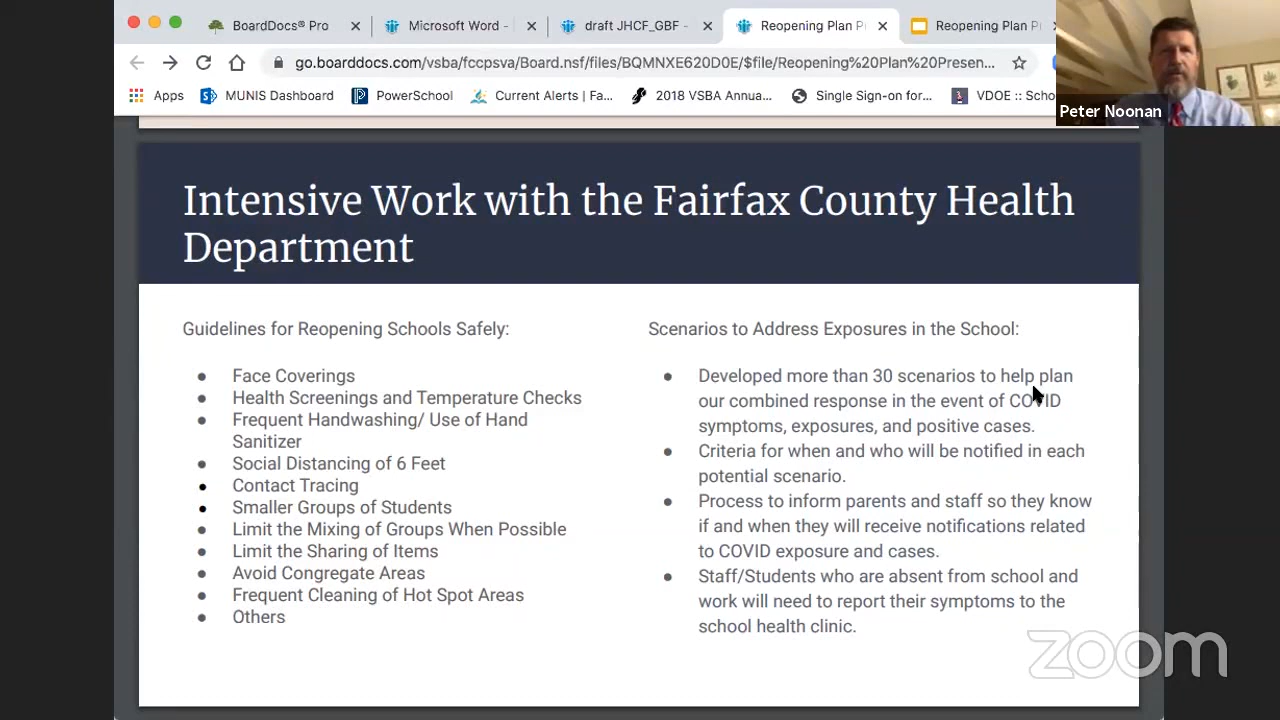 BoardDocs® Pro
Microsoft Word -
draft JHCF_GBF -
Reopening Plan P
Reopening Plan P
go.boarddocs.com/vsba/fccpsva/Board.nsf/files/BQMNXE620D0E/$file/Reopening%20Plan%20Presen...
Apps
MUNIS Dashboard
PowerSchool
Current Alerts | Fa...
2018 VSBA Annua...
Single Sign-on for...
VDOE :: Scho
Peter Noonan
Intensive Work with the Fairfax County Health
Department
Guidelines for Reopening Schools Safely:
Face Coverings
Health Screenings and Temperature Checks
Frequent Handwashing/ Use of Hand
Sanitizer
Social Distancing of 6 Feet
Contact Tracing
Smaller Groups of Students
Limit the Mixing of Groups When Possible
Limit the Sharing of Items
Avoid Congregate Areas
Frequent Cleaning of Hot Spot Areas
Others
Scenarios to Address Exposures in the School:
Developed more than 30 scenarios to help plan
our combined response in the event of COVID
symptoms, exposures, and positive cases.
Criteria for when and who will be notified in each
potential scenario.
Process to inform parents and staff so they know
if and when they will receive notifications related
to COVID exposure and cases.
Staff/Students who are absent from school and
work will need to report their symptoms to the
school health clinic.
zoom